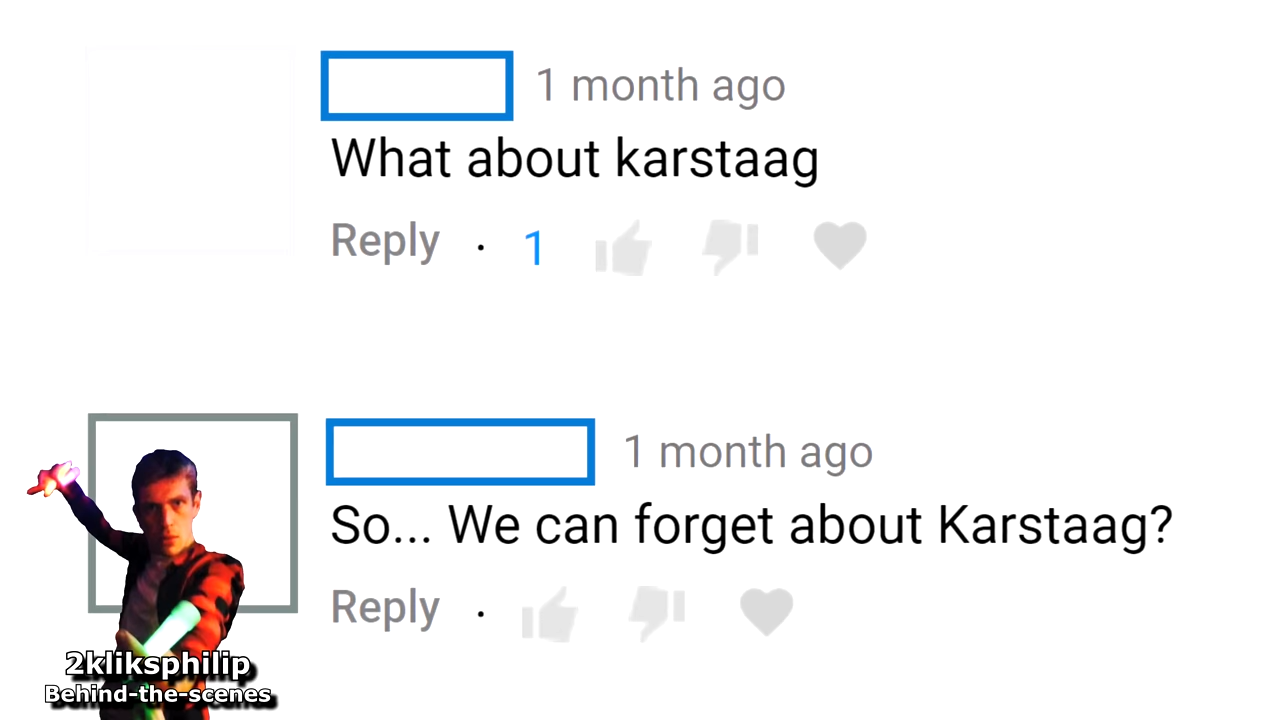 1 month ago
What about karstaag
Reply · 1
1 month ago
So... We can forget about Karstaag?
Reply ·
2kliksphilip
Behind-the-scenes